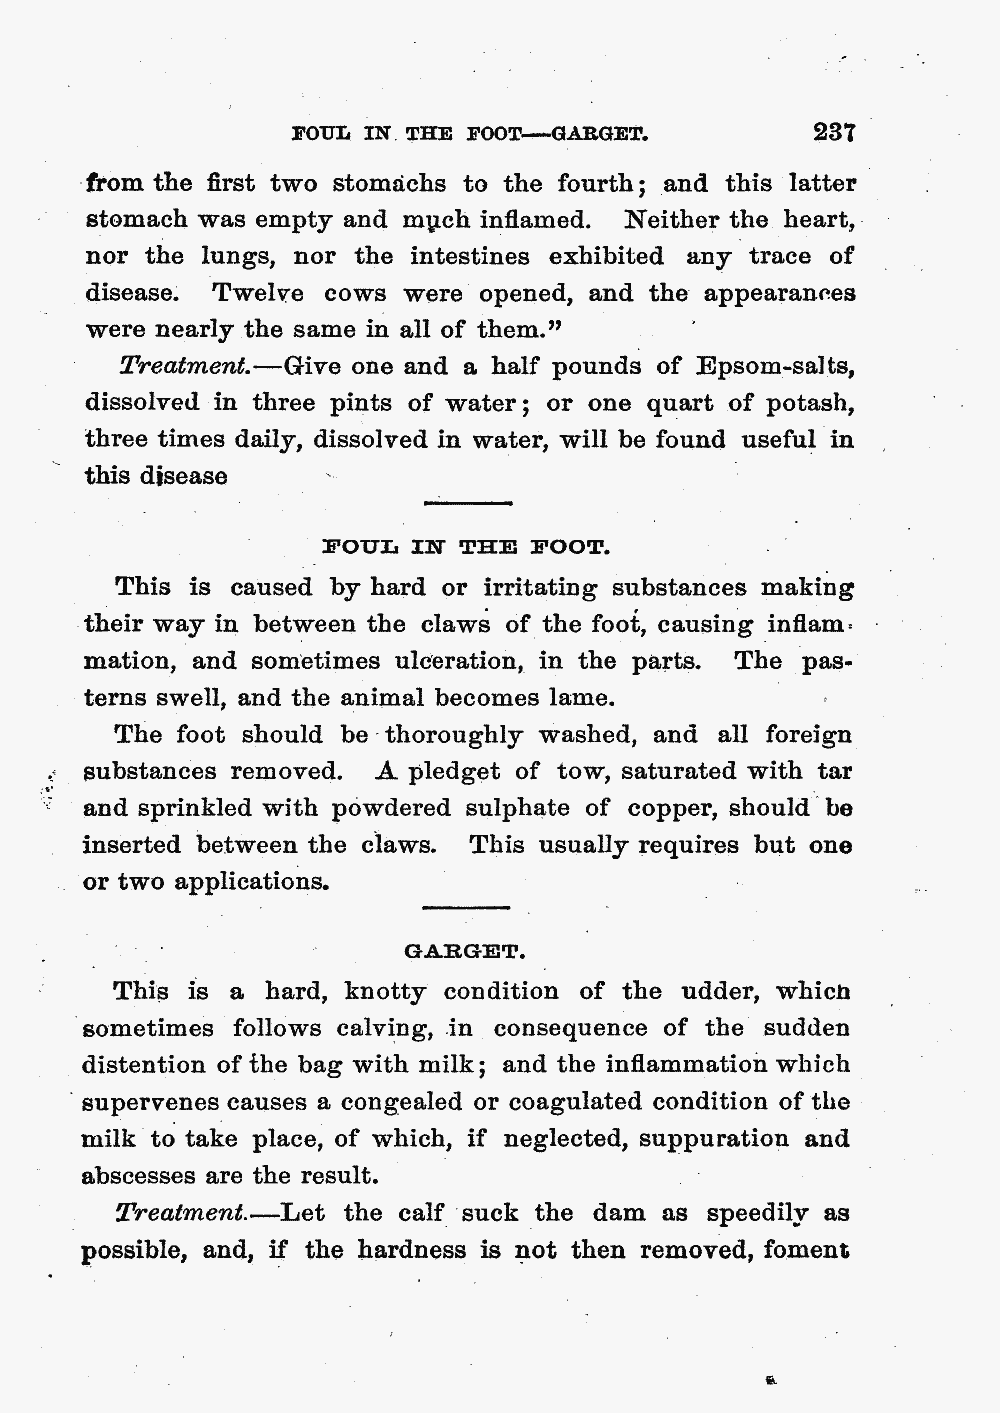 FOUL IN THE FOOT—GARGET. 237
from the first two stomachs to the fourth; and this latter
stomach was empty and much inflamed. Neither the heart,
nor the lungs, nor the intestines exhibited any trace of
disease. Twelve cows were opened, and the appearances
were nearly the same in all of them."
Treatment.—Give one and a half pounds of Epsom-salts,
dissolved in three pints of water; or one quart of potash,
three times daily, dissolved in water, will be found useful in
this disease
FOUL IN THE FOOT.
This is caused by hard or irritating substances making
their way in between the claws of the foot, causing inflam-
mation, and sometimes ulceration, in the parts. The pas-
terns swell, and the animal becomes lame.
The foot should be thoroughly washed, and all foreign
substances removed. A pledget of tow, saturated with tar
and sprinkled with powdered sulphate of copper, should be
inserted between the claws. This usually requires but one
or two applications.
GARGET.
This is a hard, knotty condition of the udder, which
sometimes follows calving, in consequence of the sudden
distention of the bag with milk; and the inflammation which
supervenes causes a congealed or coagulated condition of the
milk to take place, of which, if neglected, suppuration and
abscesses are the result.
Treatment.—Let the calf suck the dam as speedily as
possible, and, if the hardness is not then removed, foment